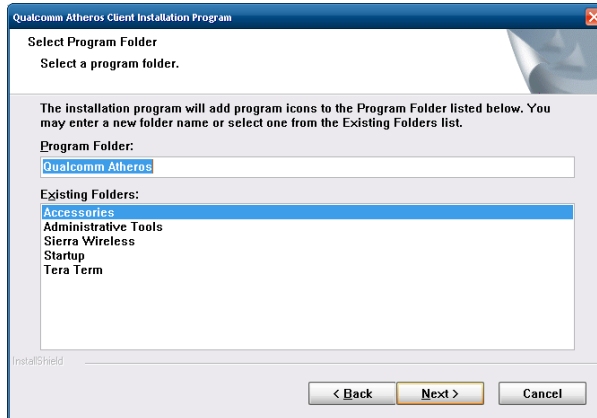 Qualcomm Atheros Client Installation Program
Select Program Folder
Select a program folder.
The installation program will add program icons to the Program Folder listed below. You
may enter a new folder name or select one from the Existing Folders list.
Program Folder:
Qualcomm Atheros
Existing Folders:
Accessories
Administrative Tools
Sierra Wireless
Startup
Tera Term
InstallShield
< Back Next > Cancel